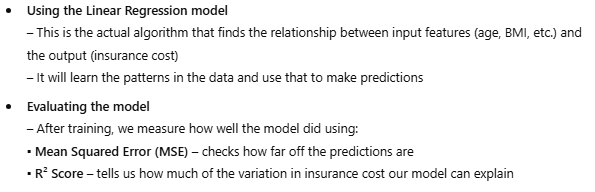 • Using the Linear Regression model
– This is the actual algorithm that finds the relationship between input features (age, BMI, etc.) and
the output (insurance cost)
– It will learn the patterns in the data and use that to make predictions
• Evaluating the model
– After training, we measure how well the model did using:
▪ Mean Squared Error (MSE) – checks how far off the predictions are
▪ R² Score – tells us how much of the variation in insurance cost our model can explain